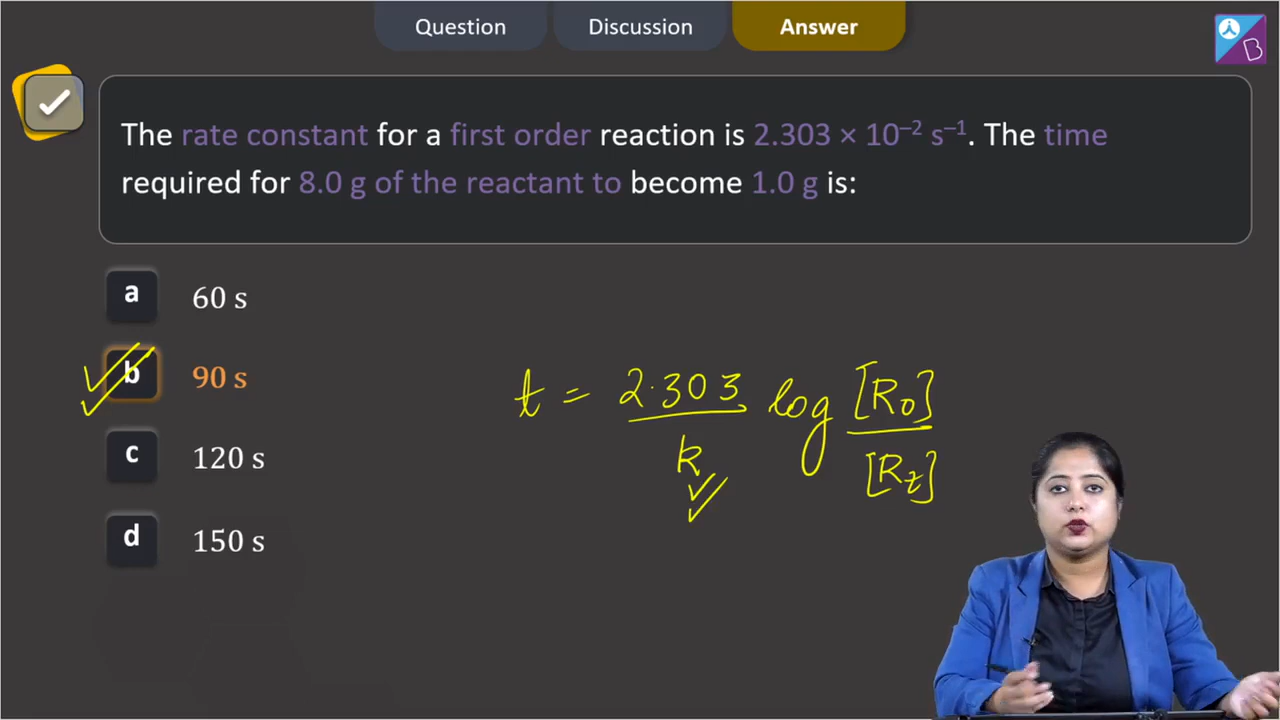 Question Discussion Answer
B
The rate constant for a first order reaction is 2.303 × 10⁻² s⁻¹. The time
required for 8.0 g of the reactant to become 1.0 g is:
a 60 s
b 90 s
c 120 s
d 150 s
t = 2.303 log [R₀]
k [Rₜ]